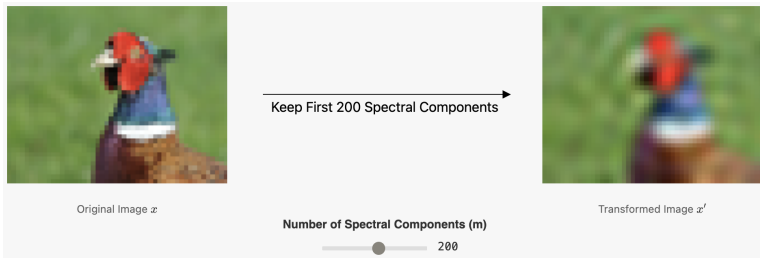 Keep First 200 Spectral Components
Original Image x
Transformed Image x′
Number of Spectral Components (m)
200